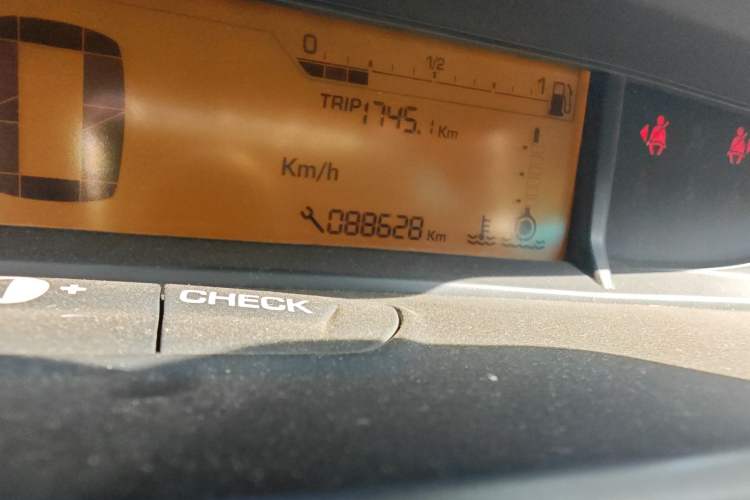 0 1/2 1
TRIP 1745.1 Km
Km/h
088628 Km
+ CHECK